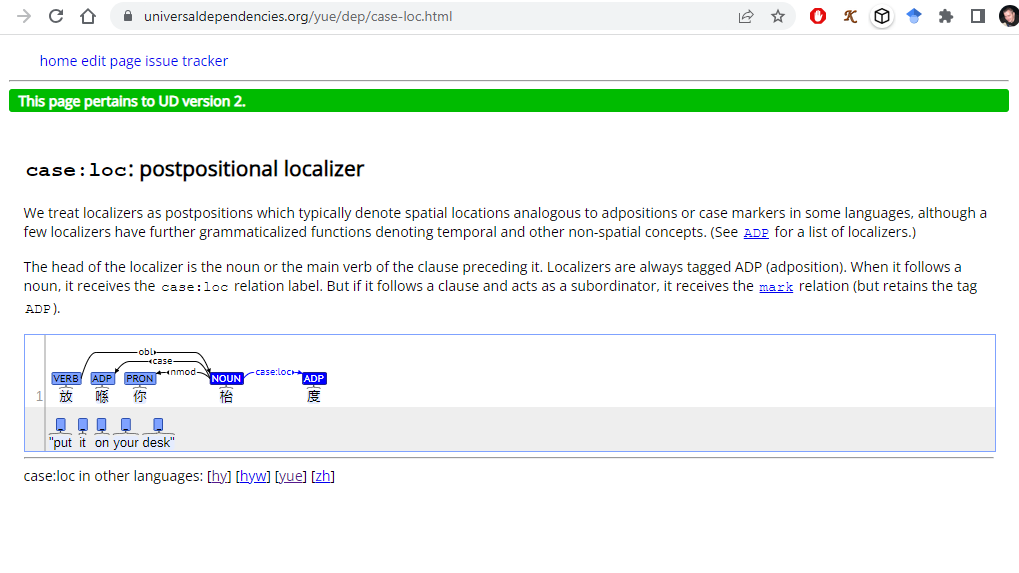 universaldependencies.org/yue/dep/case-loc.html
home edit page issue tracker
This page pertains to UD version 2.
case:loc: postpositional localizer
We treat localizers as postpositions which typically denote spatial locations analogous to adpositions or case markers in some languages, although a
few localizers have further grammaticalized functions denoting temporal and other non-spatial concepts. (See ADP for a list of localizers.)
The head of the localizer is the noun or the main verb of the clause preceding it. Localizers are always tagged ADP (adposition). When it follows a
noun, it receives the case:loc relation label. But if it follows a clause and acts as a subordinator, it receives the mark relation (but retains the tag
ADP).
obl
case
nmod case:loc
VERB ADP PRON NOUN ADP
1 放 喺 你 枱 度
"put it on your desk"
case:loc in other languages: [hy] [hyw] [yue] [zh]